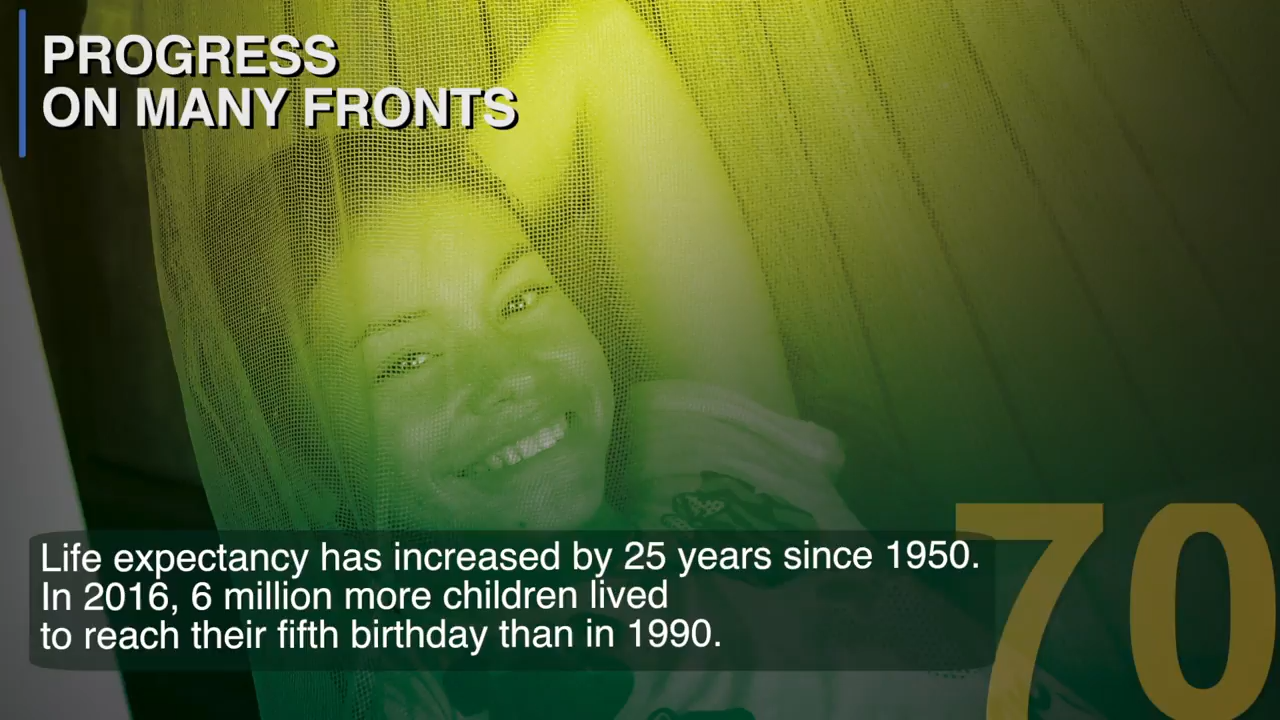 PROGRESS
ON MANY FRONTS
Life expectancy has increased by 25 years since 1950.
In 2016, 6 million more children lived
to reach their fifth birthday than in 1990.
70